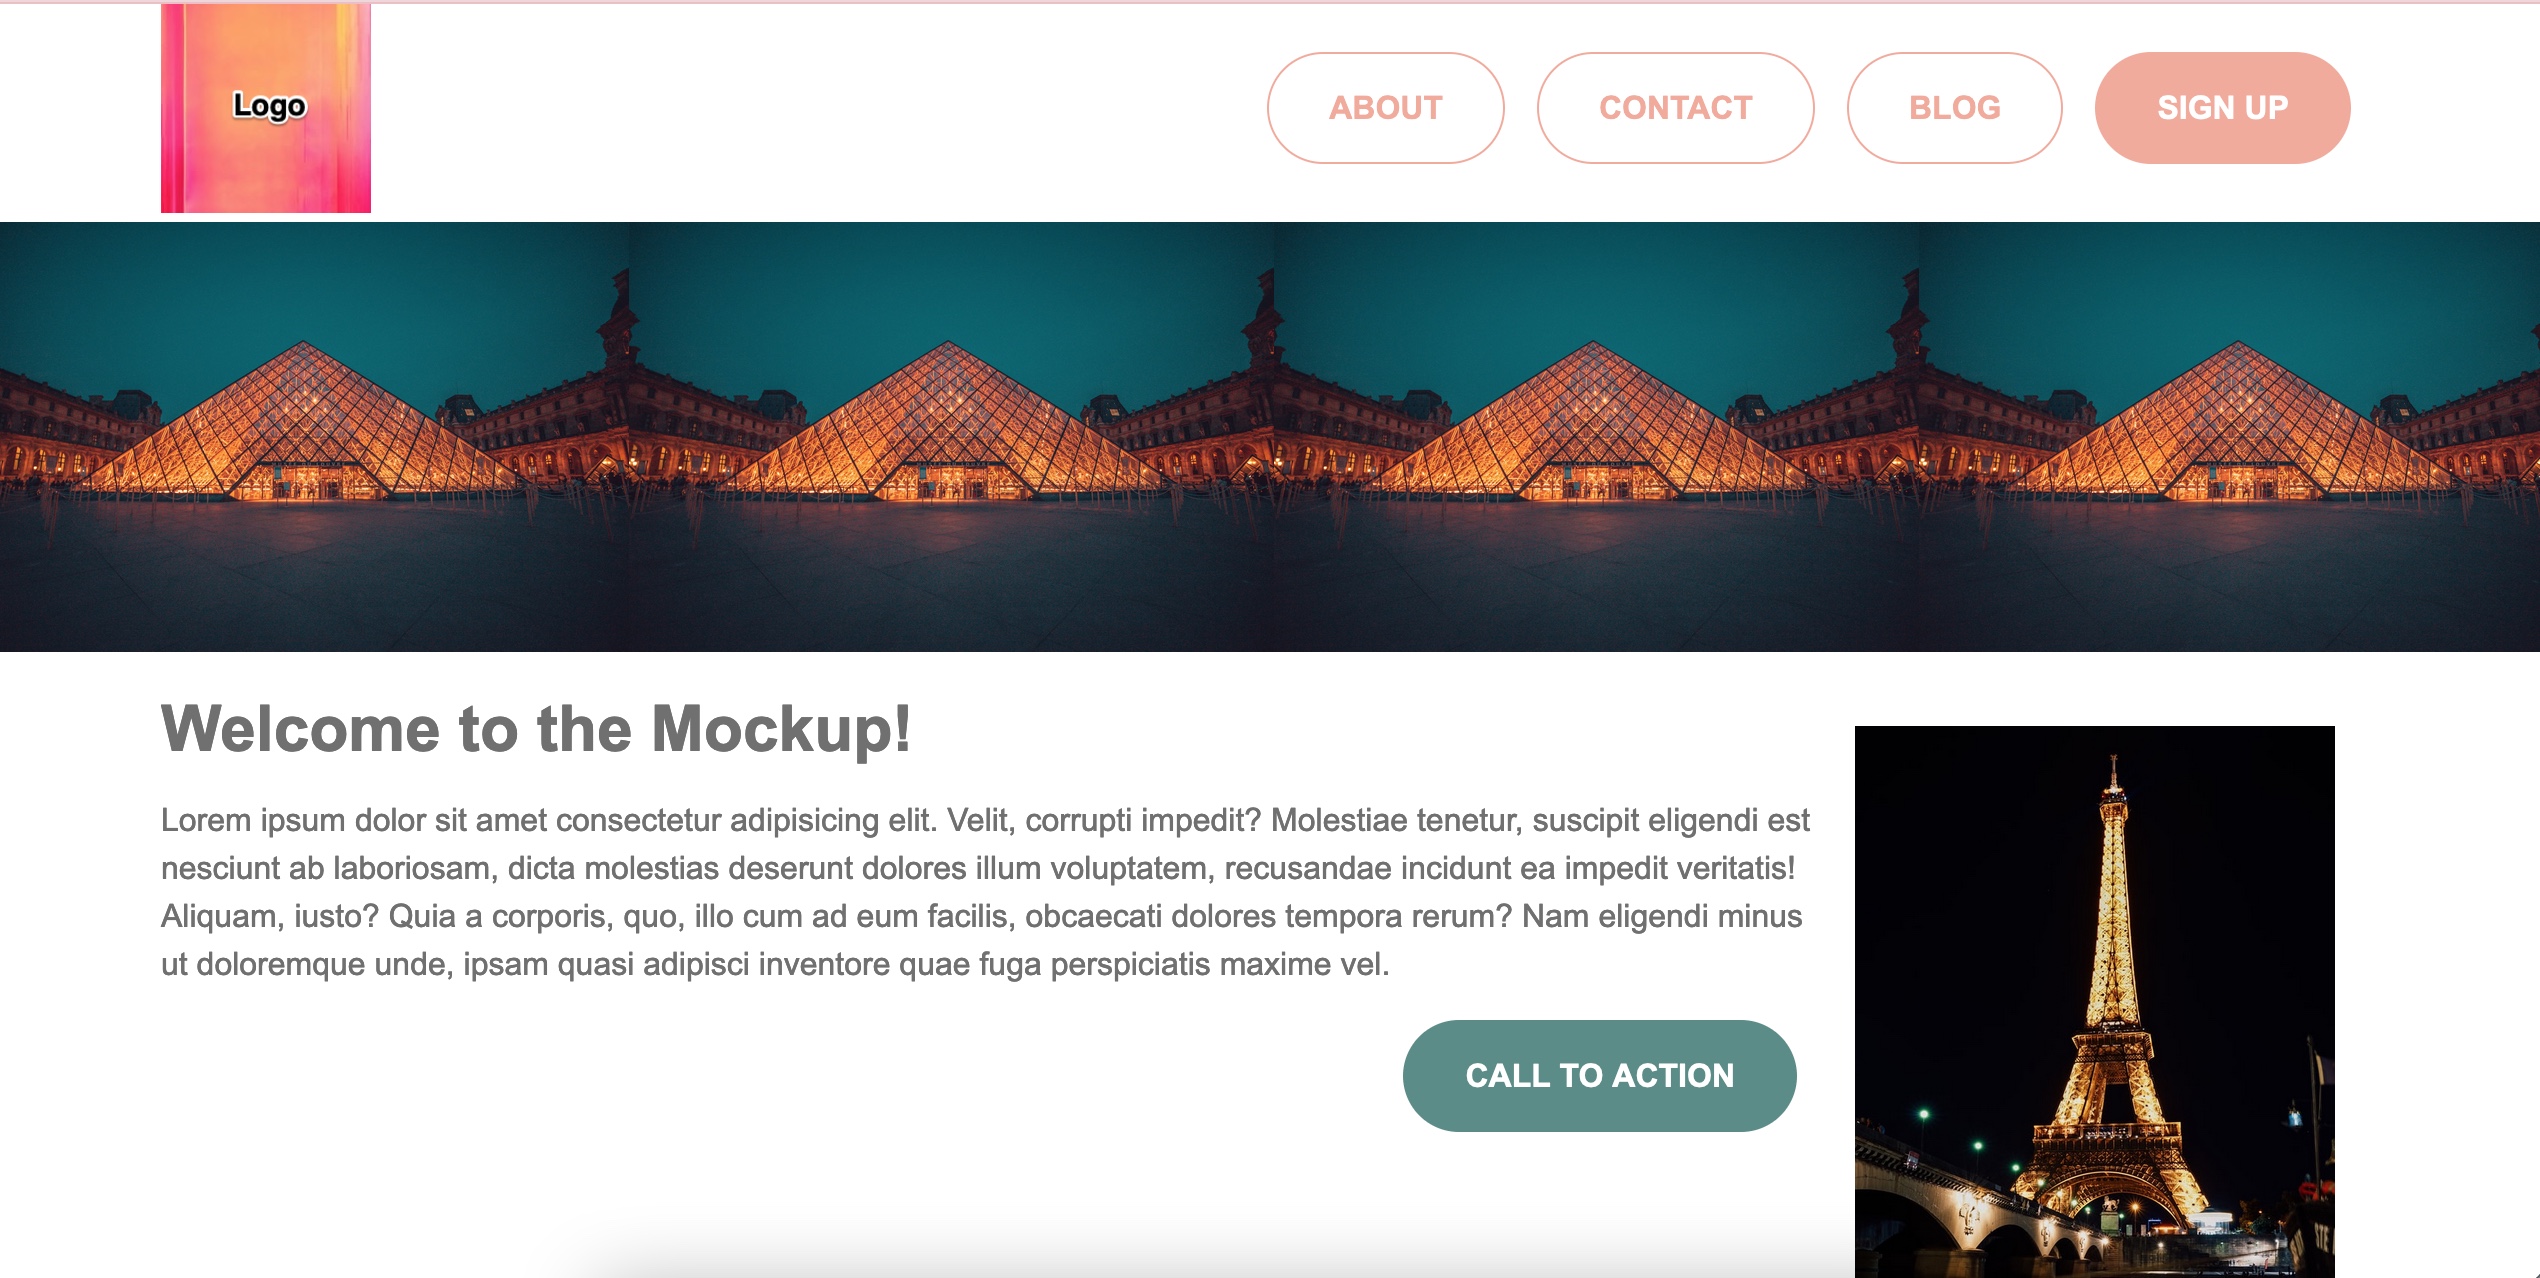 Logo
ABOUT
CONTACT
BLOG
SIGN UP
Welcome to the Mockup!
Lorem ipsum dolor sit amet consectetur adipisicing elit. Velit, corrupti impedit? Molestiae tenetur, suscipit eligendi est
nesciunt ab laboriosam, dicta molestias deserunt dolores illum voluptatem, recusandae incidunt ea impedit veritatis!
Aliquam, iusto? Quia a corporis, quo, illo cum ad eum facilis, obcaecati dolores tempora rerum? Nam eligendi minus
ut doloremque unde, ipsam quasi adipisci inventore quae fuga perspiciatis maxime vel.
CALL TO ACTION